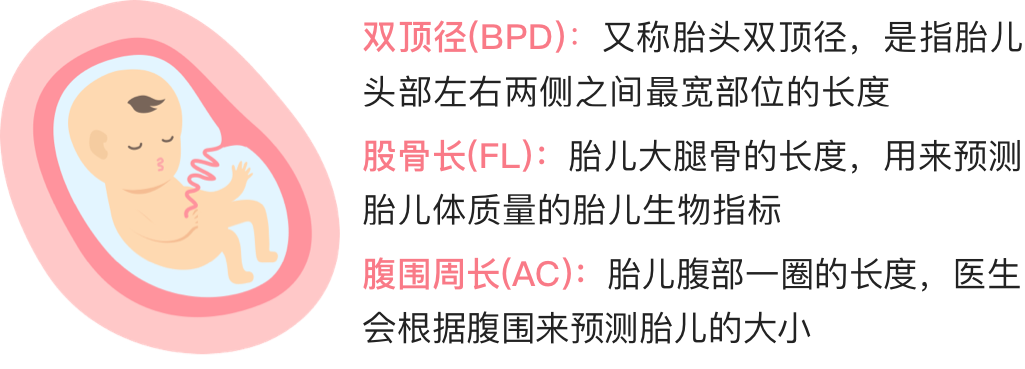 双顶径(BPD)：又称胎头双顶径，是指胎儿
头部左右两侧之间最宽部位的长度
股骨长(FL)：胎儿大腿骨的长度，用来预测
胎儿体质量的胎儿生物指标
腹围周长(AC)：胎儿腹部一圈的长度，医生
会根据腹围来预测胎儿的大小